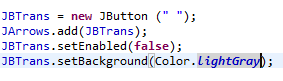 JBTrans = new JButton (" ");
JArrows.add(JBTrans);
JBTrans.setEnabled(false);
JBTrans.setBackground(Color.lightGray);